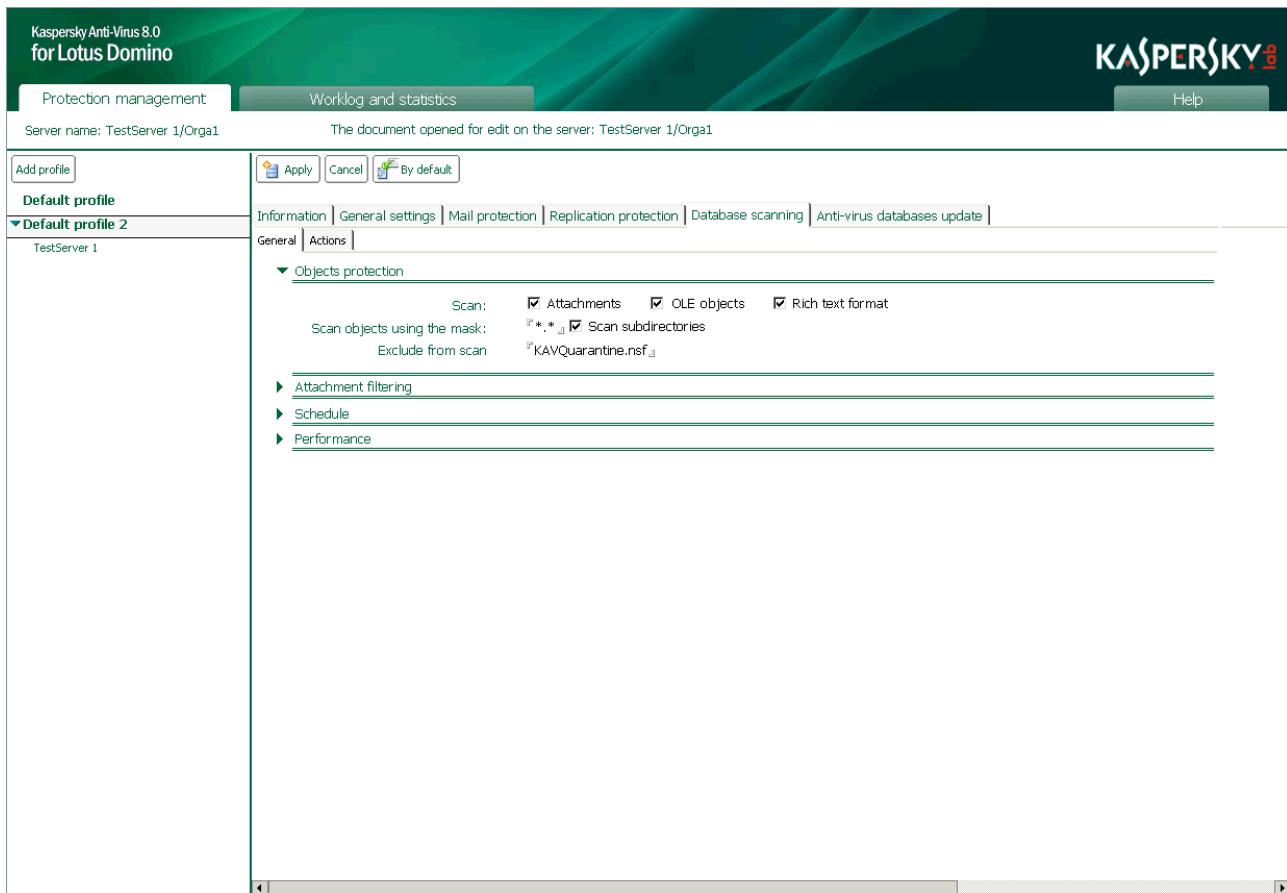 Kaspersky Anti-Virus 8.0
for Lotus Domino
KASPERSKY lab
Protection management
Worklog and statistics
Help
Server name: TestServer 1/Orga1
The document opened for edit on the server: TestServer 1/Orga1
Add profile
Apply
Cancel
By default
Default profile
Default profile 2
TestServer 1
Information
General settings
Mail protection
Replication protection
Database scanning
Anti-virus databases update
General
Actions
Objects protection
Scan: Attachments OLE objects Rich text format
Scan objects using the mask: *.* Scan subdirectories
Exclude from scan KAVQuarantine.nsf
Attachment filtering
Schedule
Performance